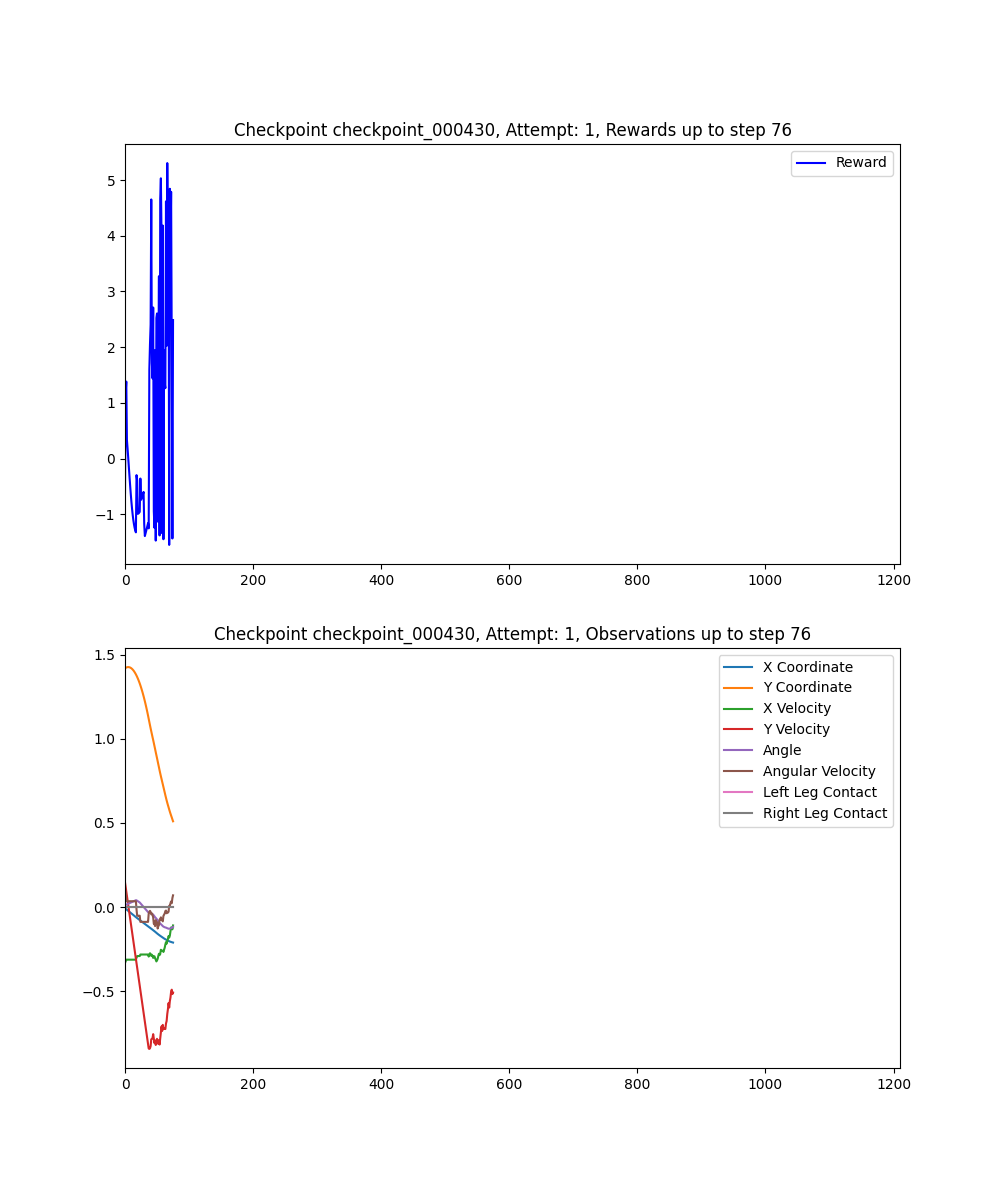 Checkpoint checkpoint_000430, Attempt: 1, Rewards up to step 76
Reward
5
4
3
2
1
0
−1
0 200 400 600 800 1000 1200
Checkpoint checkpoint_000430, Attempt: 1, Observations up to step 76
X Coordinate
Y Coordinate
X Velocity
Y Velocity
Angle
Angular Velocity
Left Leg Contact
Right Leg Contact
1.5
1.0
0.5
0.0
−0.5
0 200 400 600 800 1000 1200